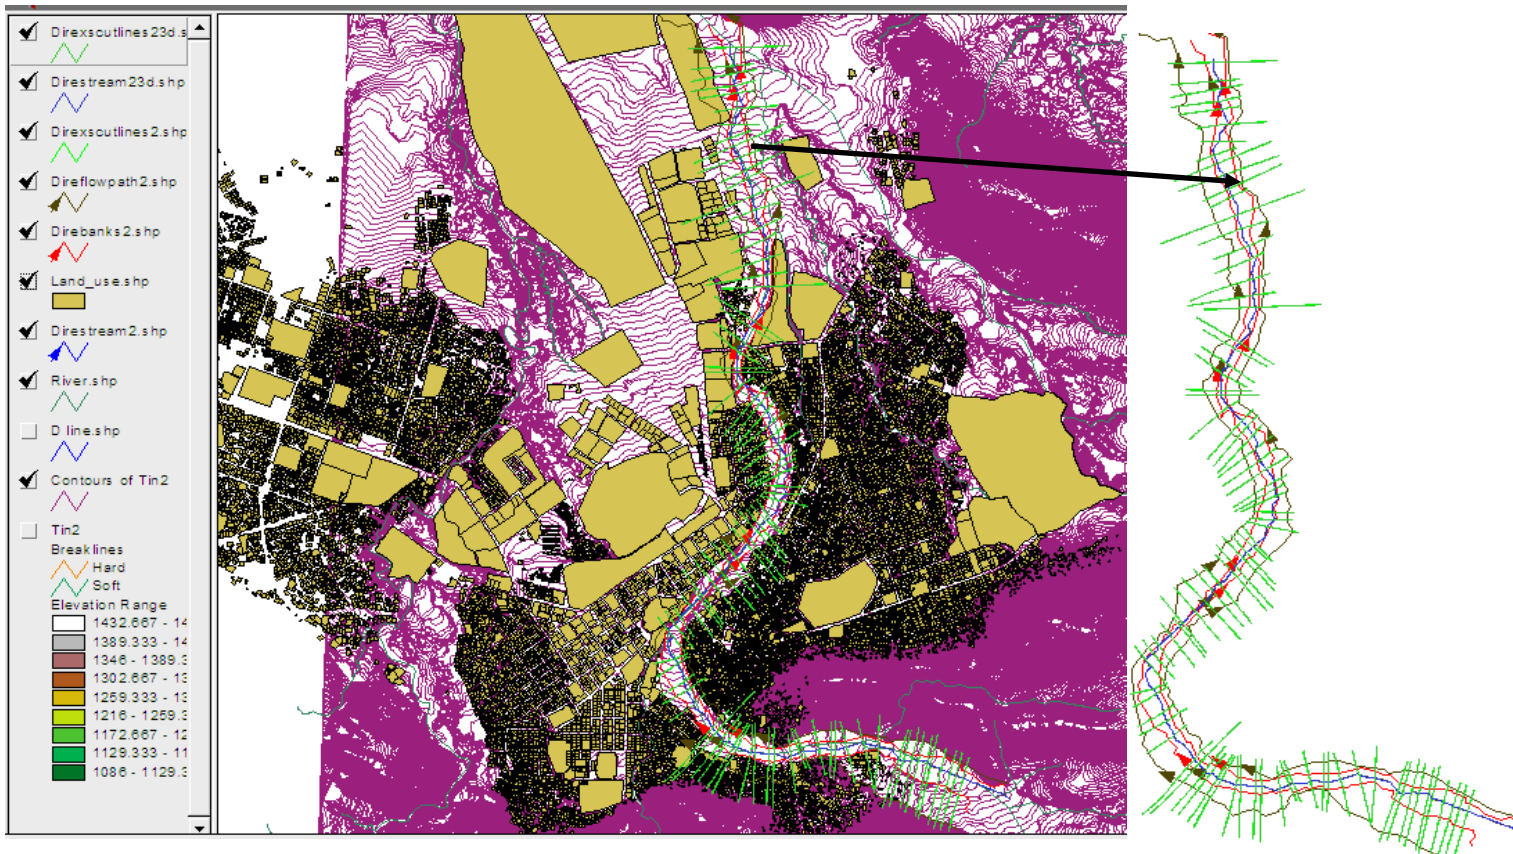 Direxscutlines23d.s
Direstream23d.shp
Direxscutlines2.shp
Direflowpath2.shp
Direbanks2.shp
Land_use.shp
Direstream2.shp
River.shp
D line.shp
Contours of Tin2
Tin2
Breaklines
Hard
Soft
Elevation Range
1432.667 - 14
1389.333 - 14
1346 - 1389.3
1302.667 - 13
1259.333 - 13
1216 - 1259.3
1172.667 - 12
1129.333 - 11
1086 - 1129.3